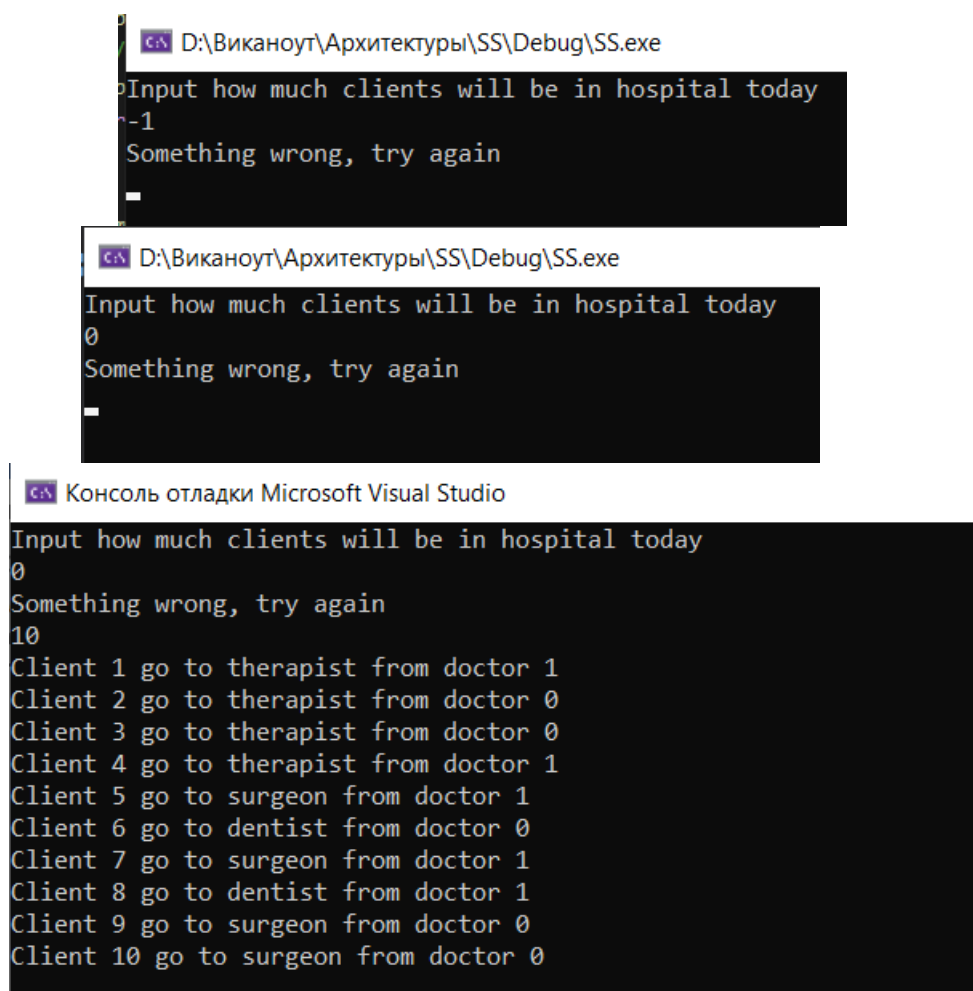 D:\Виканоут\Архитектуры\SS\Debug\SS.exe
Input how much clients will be in hospital today
-1
Something wrong, try again
D:\Виканоут\Архитектуры\SS\Debug\SS.exe
Input how much clients will be in hospital today
0
Something wrong, try again
Консоль отладки Microsoft Visual Studio
Input how much clients will be in hospital today
0
Something wrong, try again
10
Client 1 go to therapist from doctor 1
Client 2 go to therapist from doctor 0
Client 3 go to therapist from doctor 0
Client 4 go to therapist from doctor 1
Client 5 go to surgeon from doctor 1
Client 6 go to dentist from doctor 0
Client 7 go to surgeon from doctor 1
Client 8 go to dentist from doctor 1
Client 9 go to surgeon from doctor 0
Client 10 go to surgeon from doctor 0